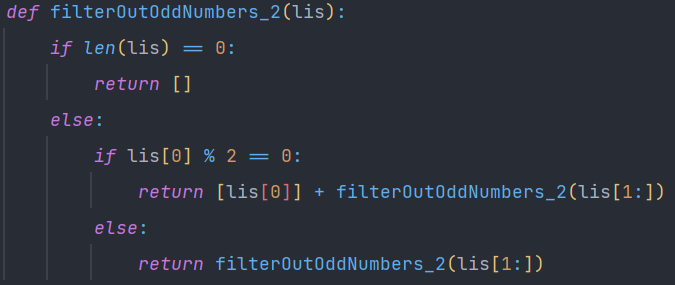 def filterOutOddNumbers_2(lis):
    if len(lis) == 0:
        return []
    else:
        if lis[0] % 2 == 0:
            return [lis[0]] + filterOutOddNumbers_2(lis[1:])
        else:
            return filterOutOddNumbers_2(lis[1:])